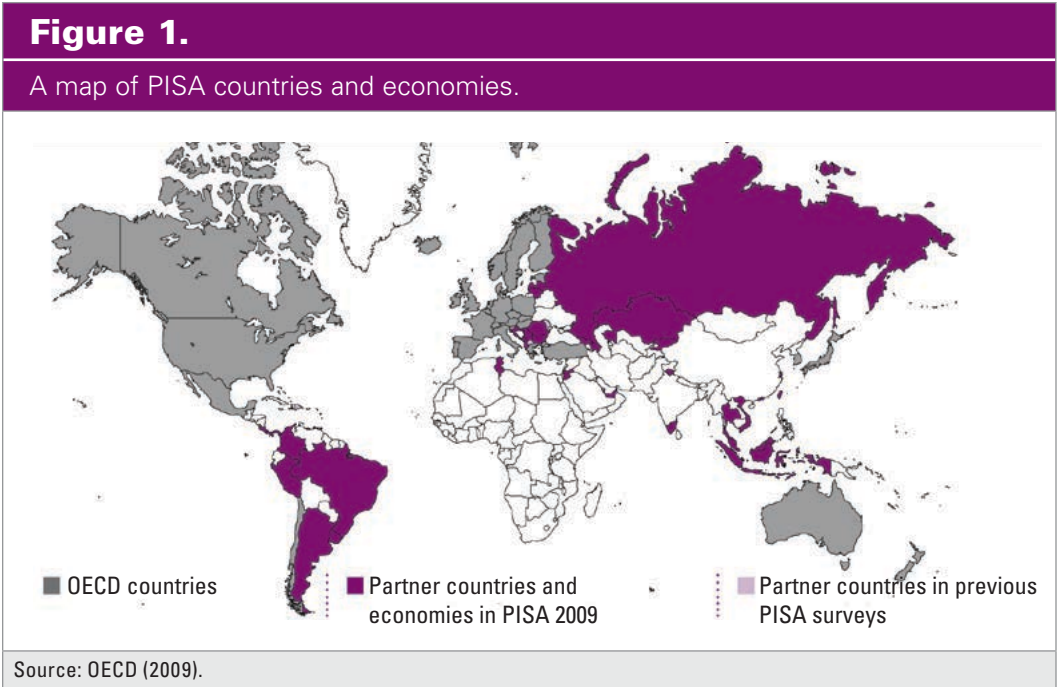 Figure 1.
A map of PISA countries and economies.
OECD countries
Partner countries and
economies in PISA 2009
Partner countries in previous
PISA surveys
Source: OECD (2009).